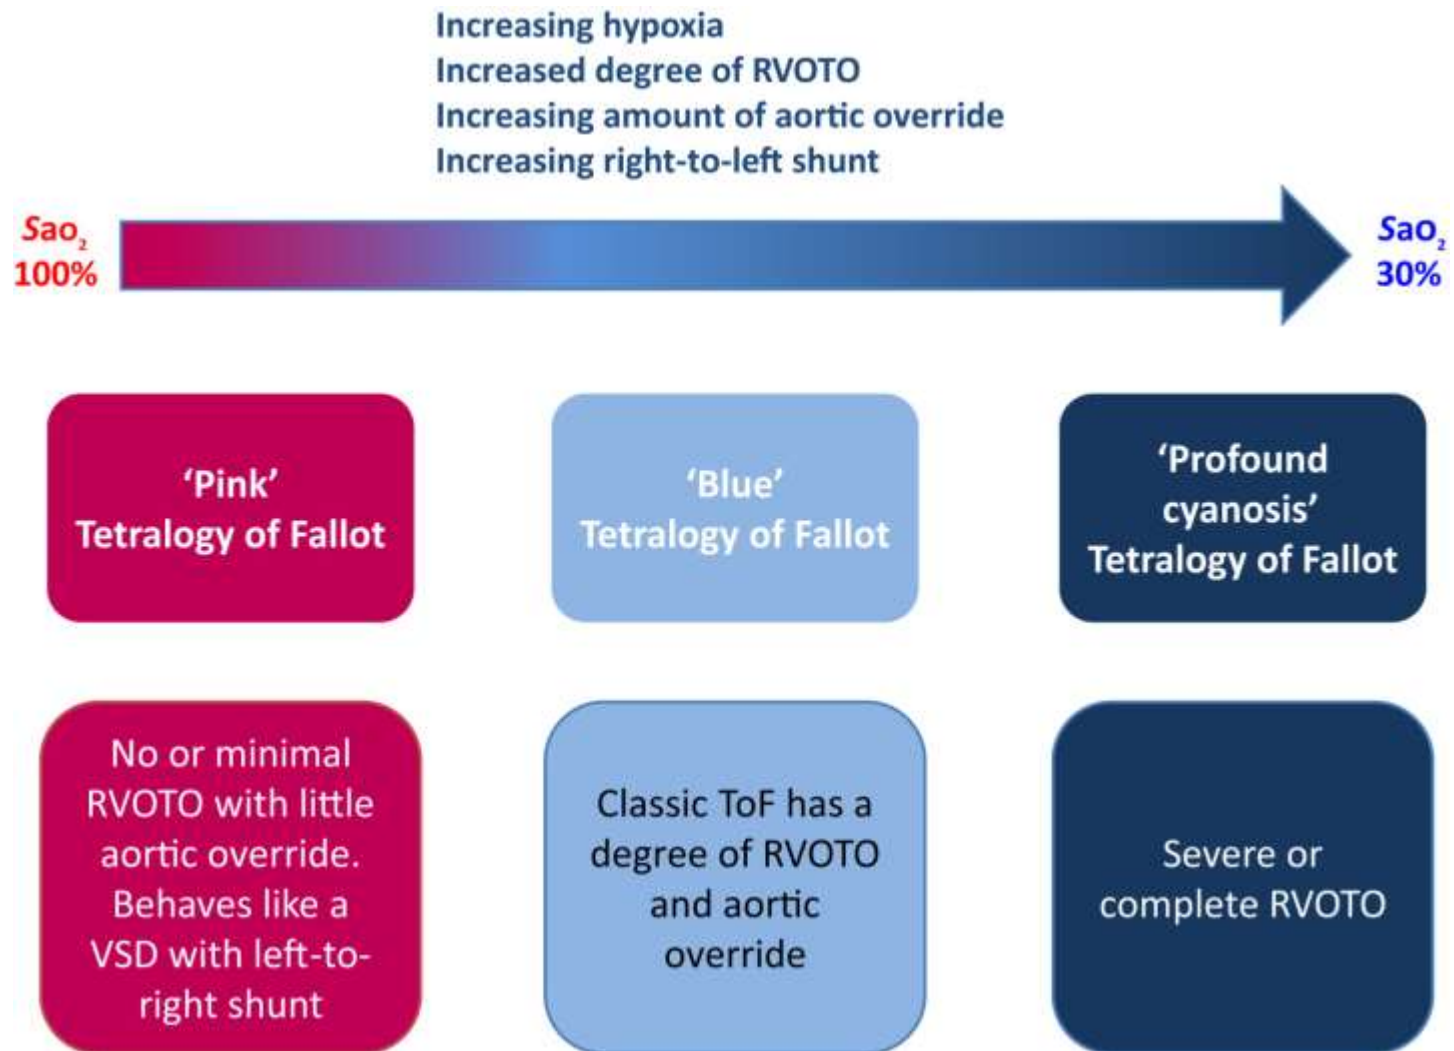 Increasing hypoxia
Increased degree of RVOTO
Increasing amount of aortic override
Increasing right-to-left shunt
Sao₂
100%
Sao₂
30%
‘Pink’
Tetralogy of Fallot
‘Blue’
Tetralogy of Fallot
‘Profound
cyanosis’
Tetralogy of Fallot
No or minimal
RVOTO with little
aortic override.
Behaves like a
VSD with left-to-
right shunt
Classic ToF has a
degree of RVOTO
and aortic
override
Severe or
complete RVOTO